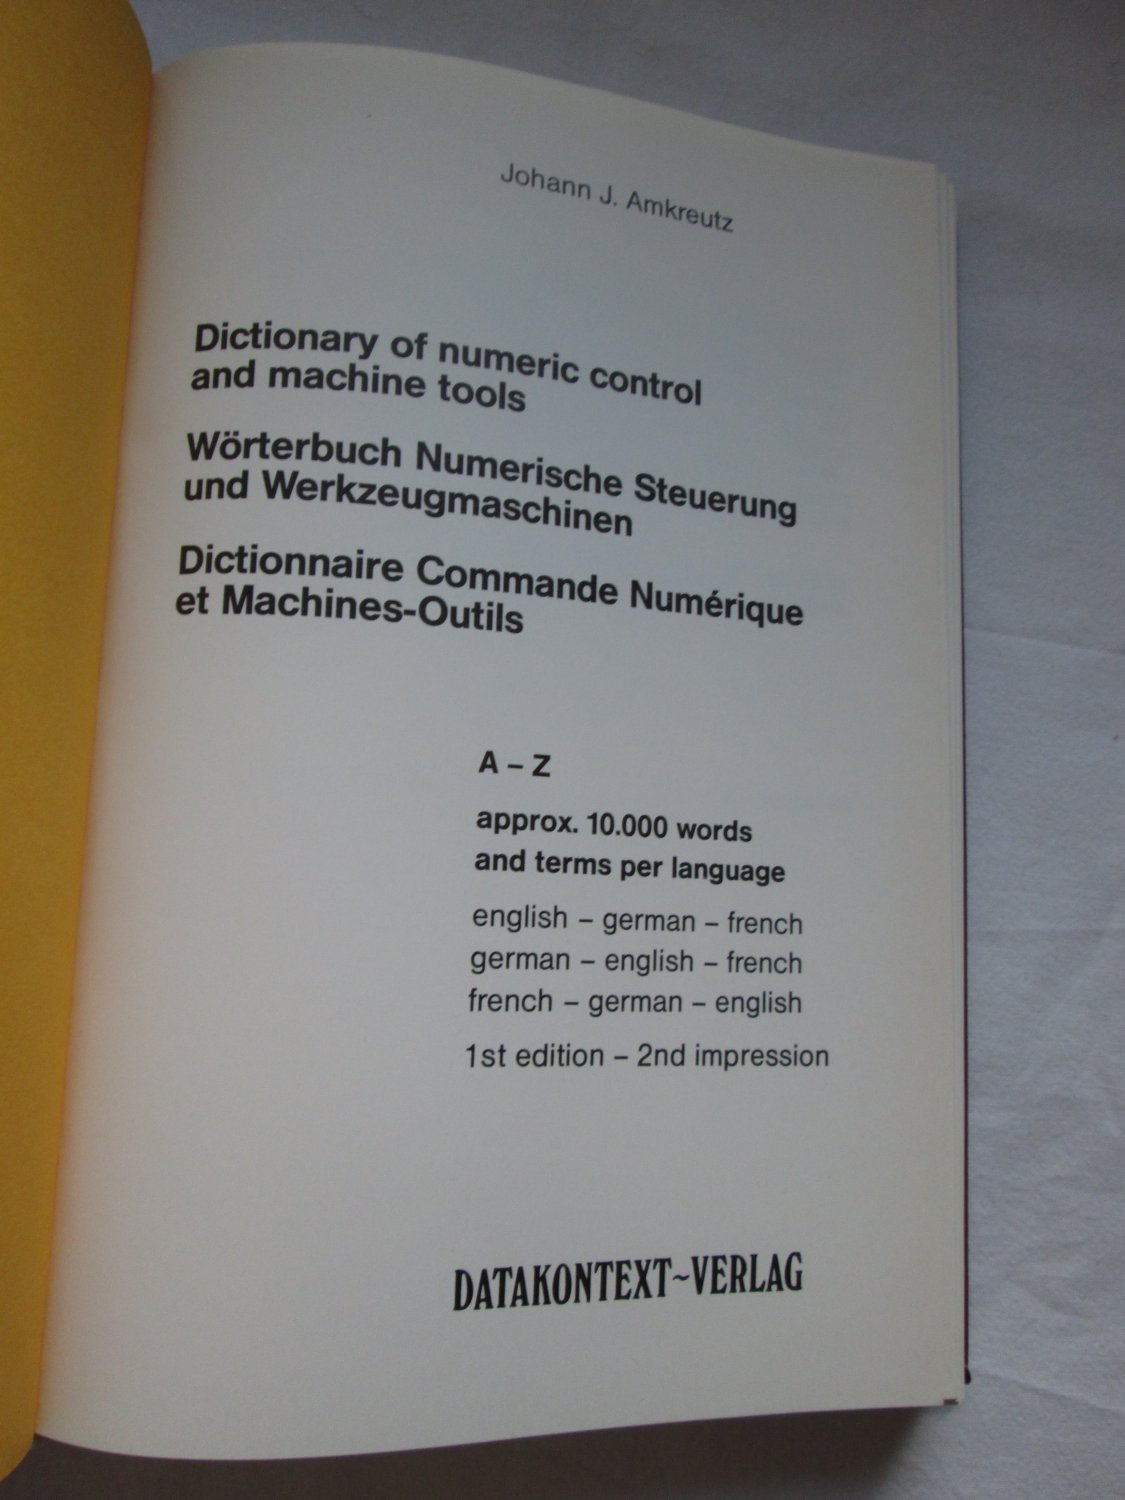 Johann J. Amkreutz
Dictionary of numeric control
and machine tools
Wörterbuch Numerische Steuerung
und Werkzeugmaschinen
Dictionnaire Commande Numérique
et Machines-Outils
A – Z
approx. 10.000 words
and terms per language
english – german – french
german – english – french
french – german – english
1st edition – 2nd impression
DATAKONTEXT~VERLAG